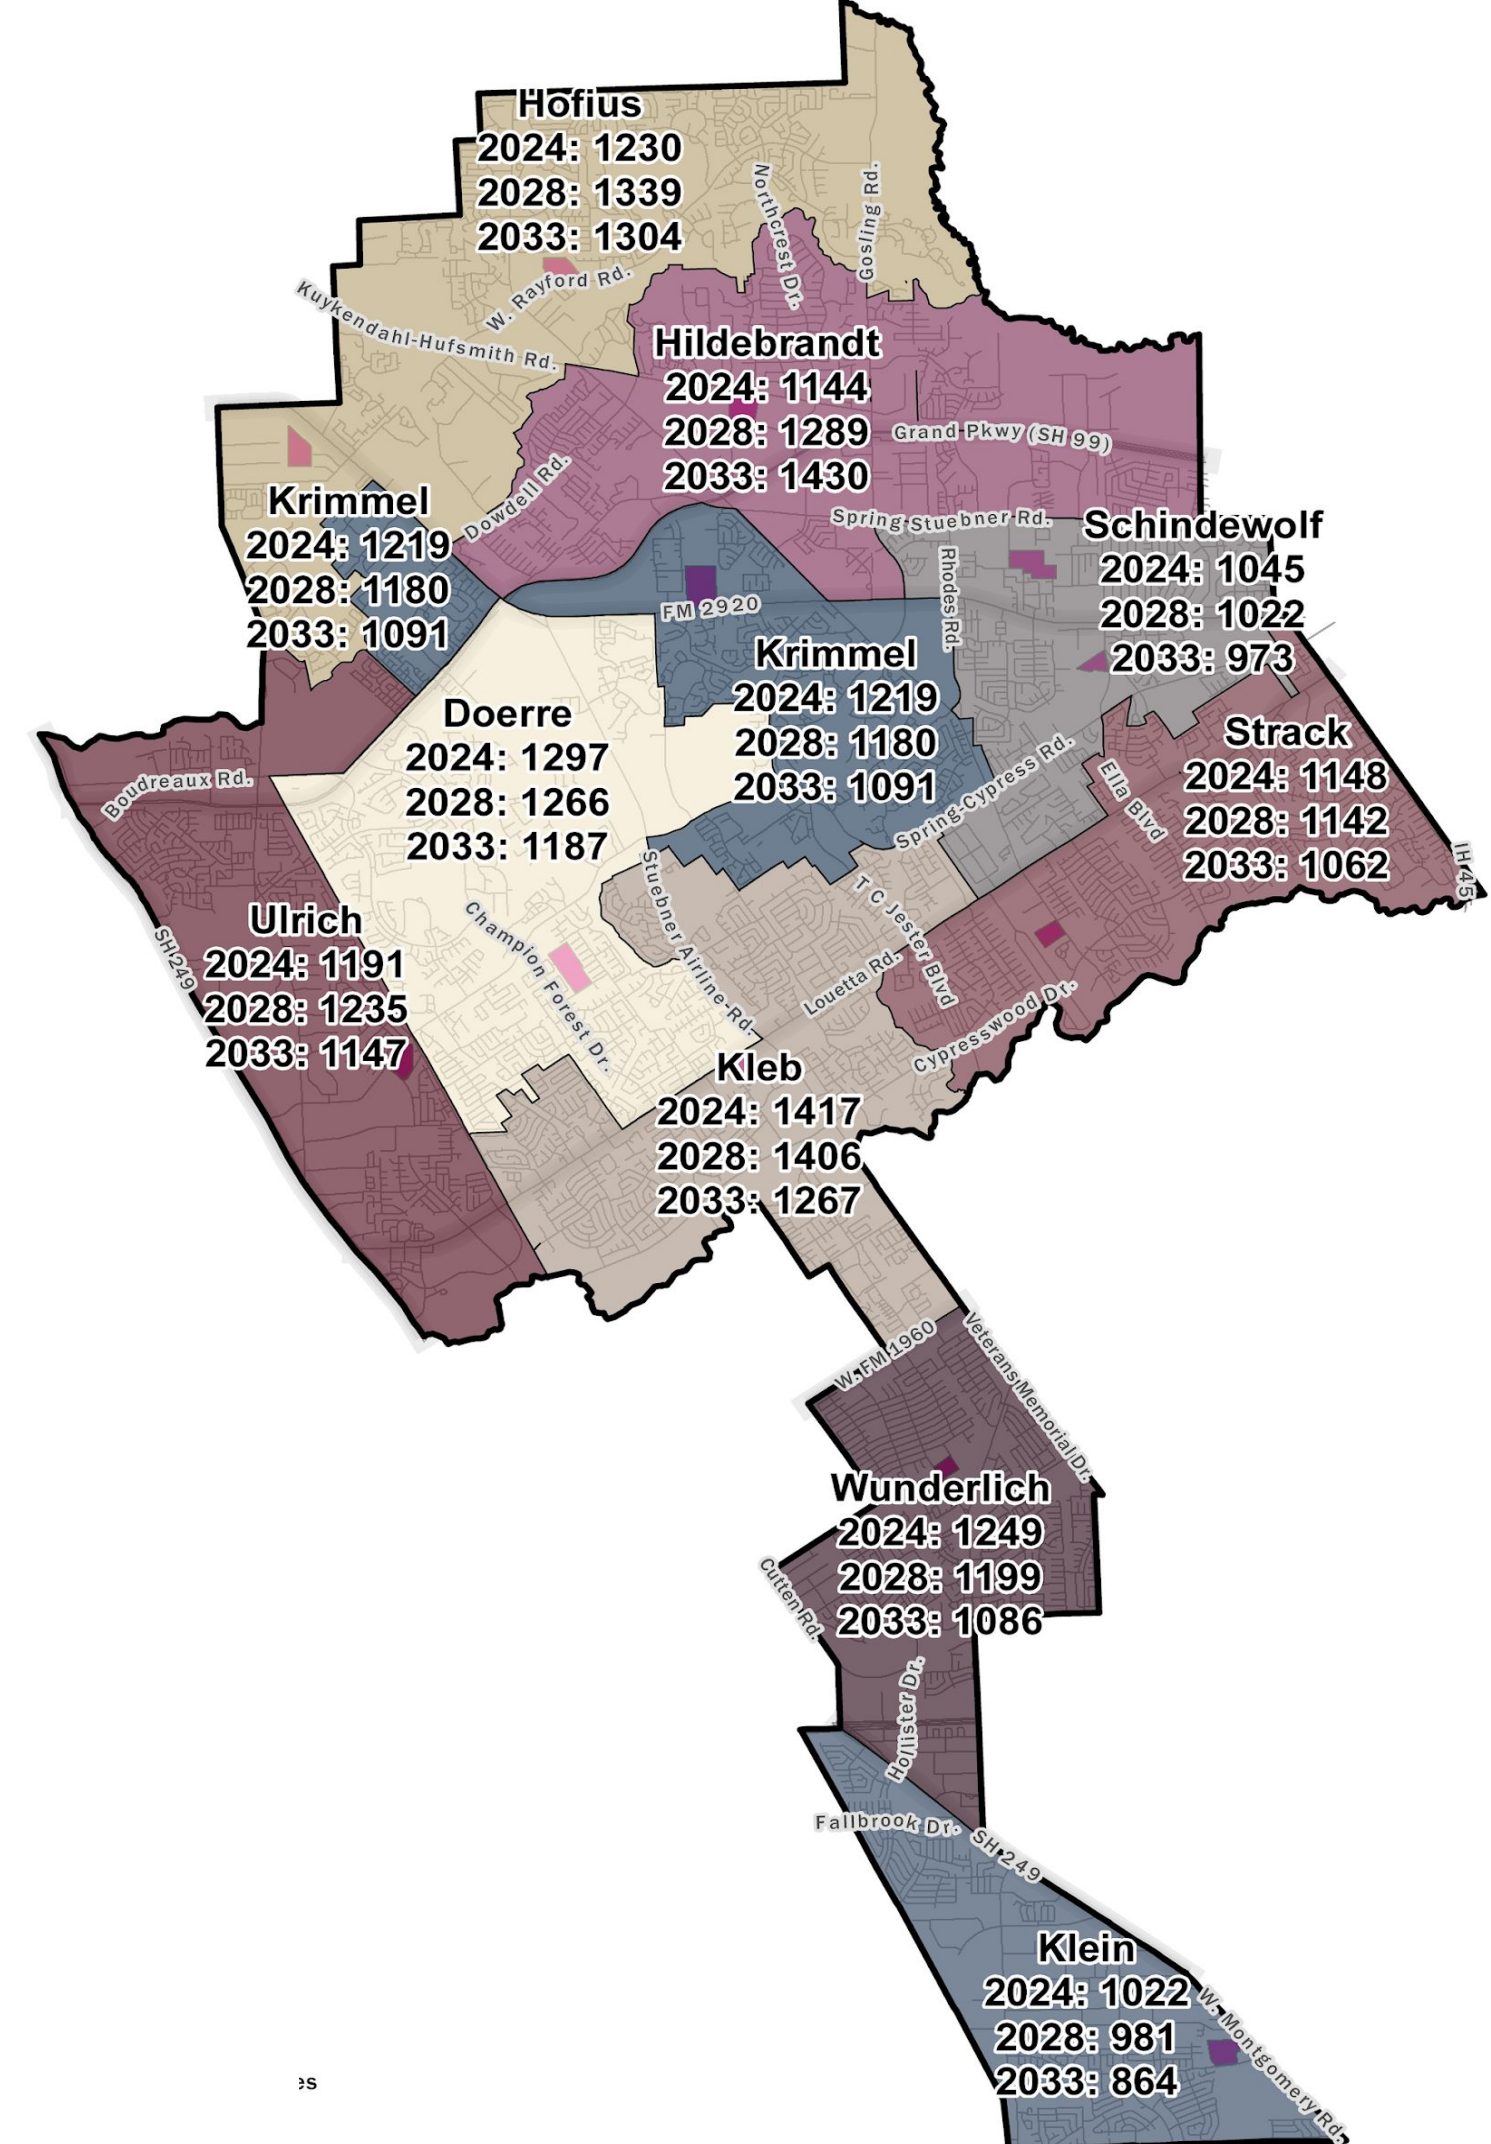 Hofius
2024: 1230
2028: 1339
2033: 1304
Northcrest Dr.
Gosling Rd.
W. Rayford Rd.
Kuykendahl-Hufsmith Rd.
Hildebrandt
2024: 1144
2028: 1289
2033: 1430
Grand Pkwy (SH 99)
Dowdell Rd.
Krimmel
2024: 1219
2028: 1180
2033: 1091
Spring-Stuebner Rd.
Schindewolf
2024: 1045
2028: 1022
2033: 973
Rhodes Rd.
FM 2920
Krimmel
2024: 1219
2028: 1180
2033: 1091
Doerre
2024: 1297
2028: 1266
2033: 1187
Strack
2024: 1148
2028: 1142
2033: 1062
Boudreaux Rd.
Spring-Cypress Rd.
Ella Blvd
IH 45
Stuebner Airline Rd.
T C Jester Blvd
Ulrich
2024: 1191
2028: 1235
2033: 1147
SH 249
Champion Forest Dr.
Louetta Rd.
Cypresswood Dr.
Kleb
2024: 1417
2028: 1406
2033: 1267
W. FM 1960
Veterans Memorial Dr.
Wunderlich
2024: 1249
2028: 1199
2033: 1086
Cutten Rd.
Hollister Dr.
Fallbrook Dr.
SH 249
Klein
2024: 1022
2028: 981
2033: 864
W. Montgomery Rd.
es